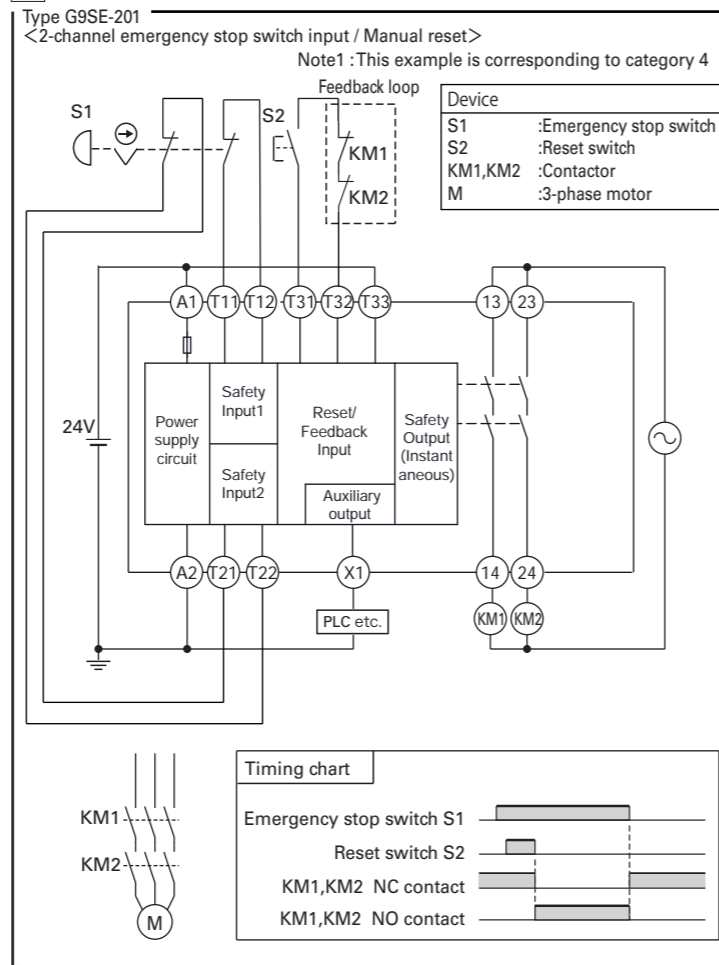 Type G9SE-201
<2-channel emergency stop switch input / Manual reset>
Note1 : This example is corresponding to category 4
Feedback loop
S1
S2
KM1
KM2
Device
S1 :Emergency stop switch
S2 :Reset switch
KM1,KM2 :Contactor
M :3-phase motor
A1 T11 T12 T31 T32 T33 13 23
24V
Power
supply
circuit
Safety
Input1
Safety
Input2
Reset/
Feedback
Input
Auxiliary
output
Safety
Output
(Instant
aneous)
A2 T21 T22 X1 14 24
PLC etc.
KM1 KM2
KM1
KM2
M
Timing chart
Emergency stop switch S1
Reset switch S2
KM1,KM2 NC contact
KM1,KM2 NO contact